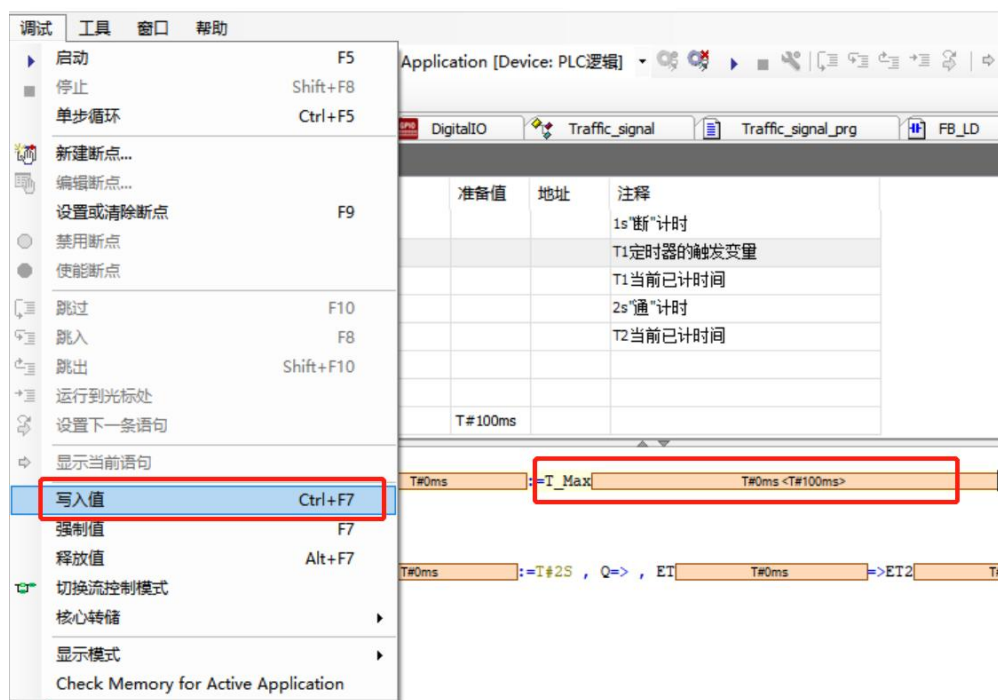 调试 工具 窗口 帮助
启动 F5
Application [Device: PLC逻辑]
停止 Shift+F8
单步循环 Ctrl+F5
DigitalIO Traffic_signal Traffic_signal_prg FB_LD
新建断点...
编辑断点...
准备值 地址 注释
设置或清除断点 F9
1s"断"计时
禁用断点
T1定时器的触发变量
使能断点
T1当前已计时间
跳过 F10
2s"通"计时
跳入 F8
T2当前已计时间
跳出 Shift+F10
运行到光标处
设置下一条语句
T#100ms
显示当前语句
T#0ms :=T_Max T#0ms <T#100ms>
写入值 Ctrl+F7
强制值 F7
释放值 Alt+F7
T#0ms :=T#2S , Q=> , ET T#0ms =>ET2
切换流控制模式
核心转储
显示模式
Check Memory for Active Application